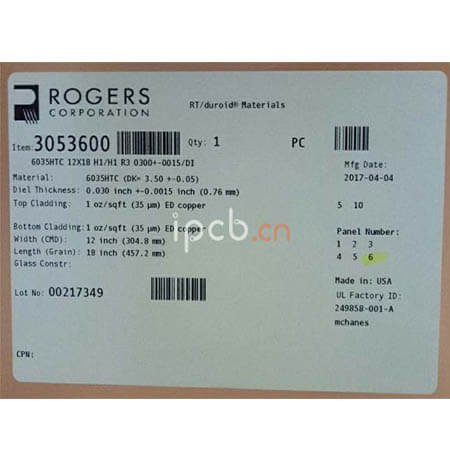 ROGERS
CORPORATION
RT/duroid® Materials
Item 3053600 Qty: 1 PC
6035HTC 12X18 H1/H1 R3 0300+-0015/DI
Mfg Date:
Material: 6035HTC (DK= 3.50 +-0.05)
2017-04-04
Diel Thickness: 0.030 inch +-0.0015 inch (0.76 mm)
Top Cladding: 1 oz/sqft (35 µm) ED copper
5 10
ipcb.cn
Bottom Cladding: 1 oz/sqft (35 µm) ED copper
Panel Number:
Width (CMD): 12 inch (304.8 mm)
1 2 3
Length (Grain): 18 inch (457.2 mm)
4 5 6
Glass Constr:
Made in: USA
Lot No: 00217349
UL Factory ID:
249858-001-A
mchanes
CPN: